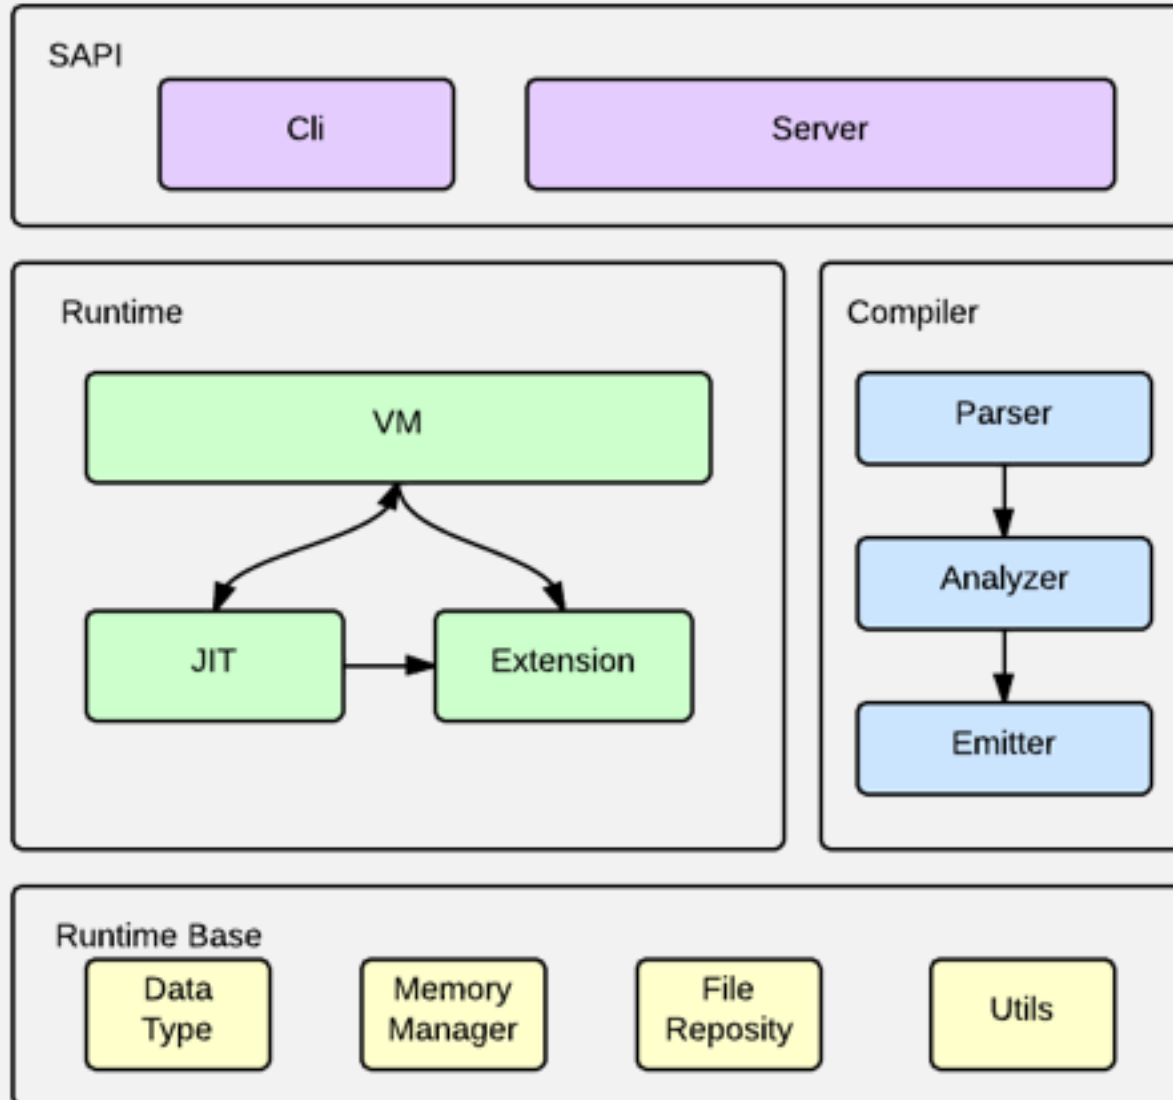 SAPI
Cli
Server
Runtime
VM
JIT
Extension
Compiler
Parser
Analyzer
Emitter
Runtime Base
Data
Type
Memory
Manager
File
Reposity
Utils